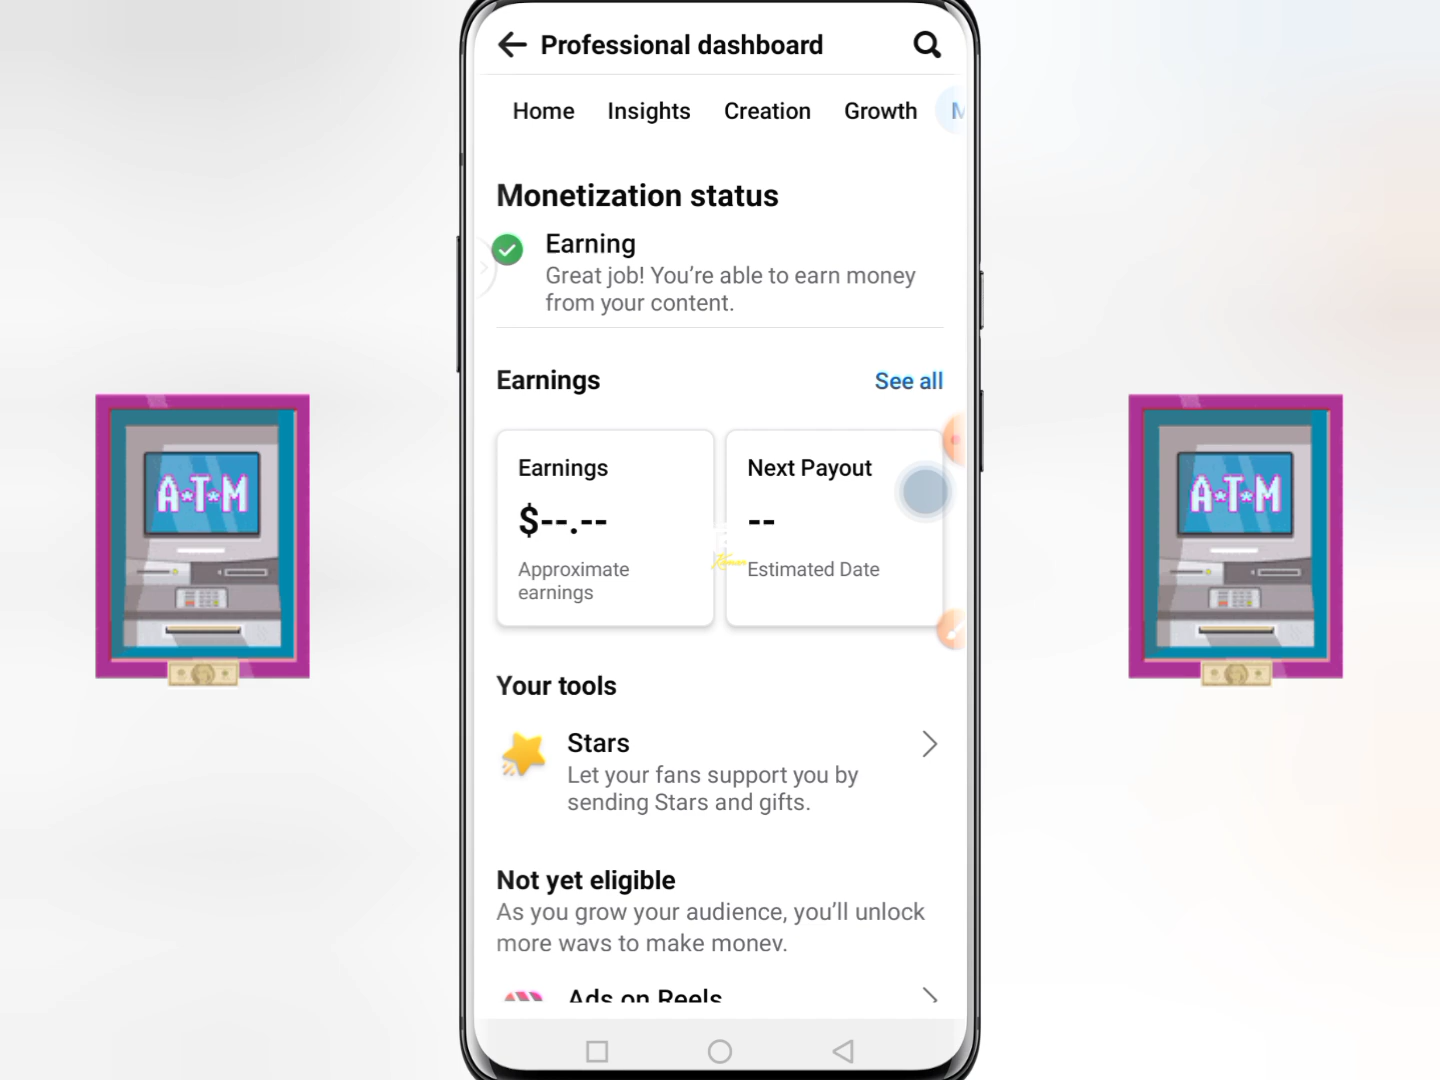 Professional dashboard
Home Insights Creation Growth M
Monetization status
Earning
Great job! You’re able to earn money
from your content.
Earnings See all
Earnings
$--.--
Approximate
earnings
Next Payout
--
Estimated Date
Your tools
Stars
Let your fans support you by
sending Stars and gifts.
Not yet eligible
As you grow your audience, you’ll unlock
more ways to make money.
Ads on Reels
A*T*M
A*T*M